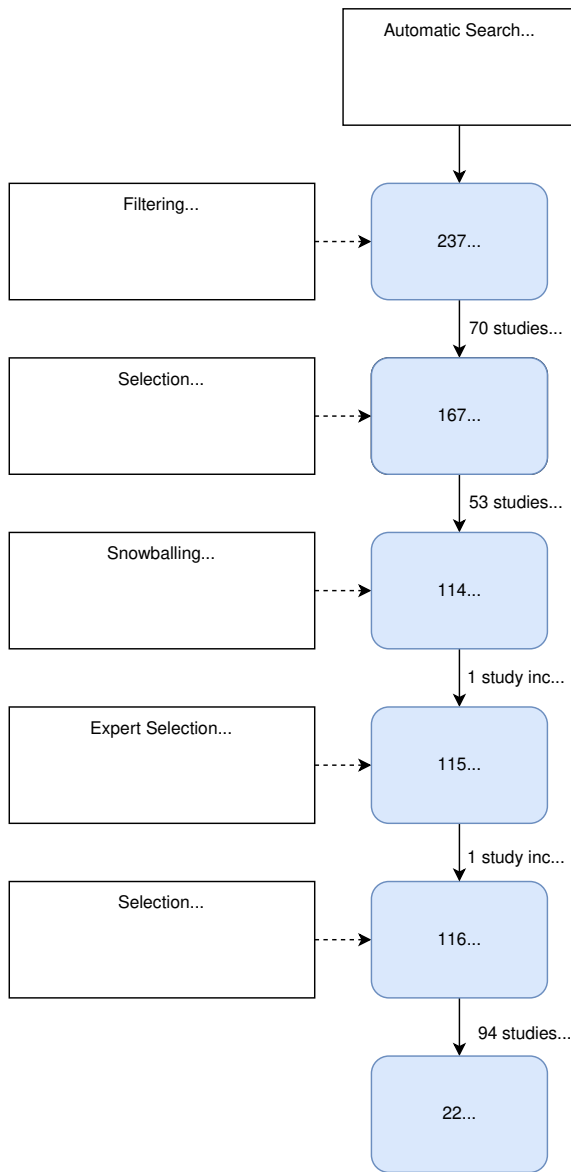 Automatic Search...
Filtering...
237...
70 studies...
Selection...
167...
53 studies...
Snowballing...
114...
1 study inc...
Expert Selection...
115...
1 study inc...
Selection...
116...
94 studies...
22...